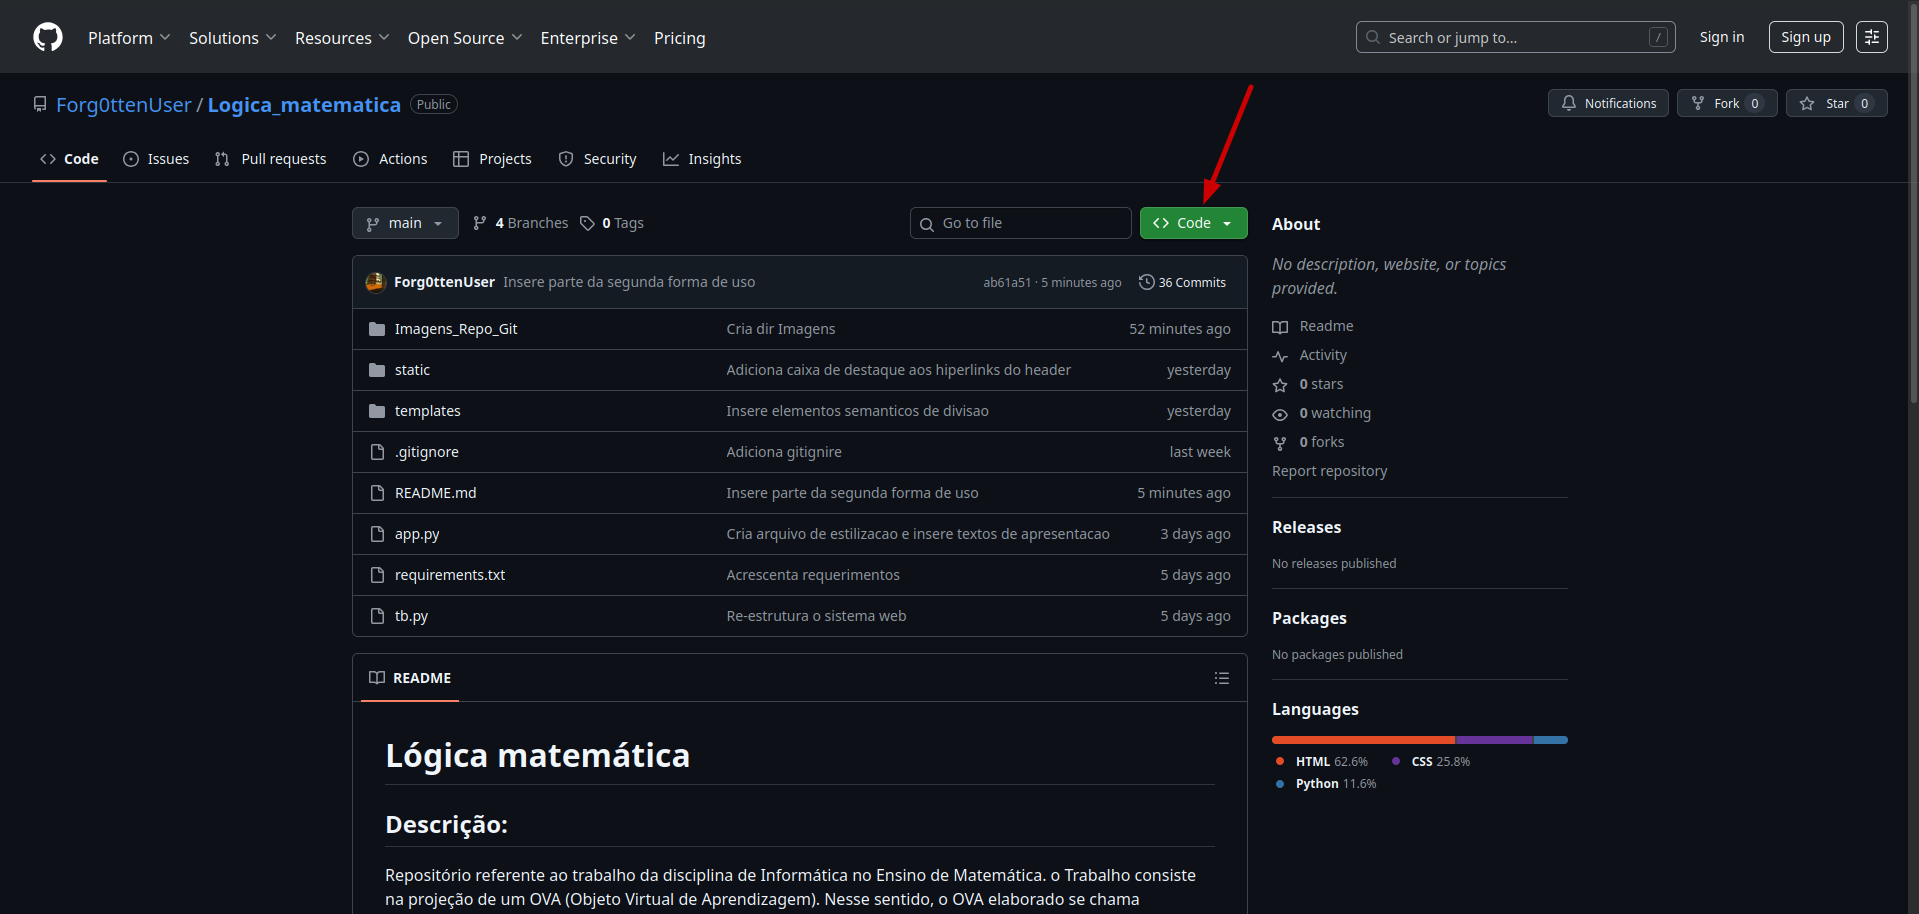 Platform Solutions Resources Open Source Enterprise Pricing Search or jump to... / Sign in Sign up
Forg0ttenUser / Logica_matematica Public Notifications Fork 0 Star 0
Code Issues Pull requests Actions Projects Security Insights
main 4 Branches 0 Tags Go to file Code
Forg0ttenUser Insere parte da segunda forma de uso ab61a51 · 5 minutes ago 36 Commits
Imagens_Repo_Git Cria dir Imagens 52 minutes ago
static Adiciona caixa de destaque aos hiperlinks do header yesterday
templates Insere elementos semanticos de divisao yesterday
.gitignore Adiciona gitignire last week
README.md Insere parte da segunda forma de uso 5 minutes ago
app.py Cria arquivo de estilizacao e insere textos de apresentacao 3 days ago
requirements.txt Acrescenta requerimentos 5 days ago
tb.py Re-estrutura o sistema web 5 days ago
README
Lógica matemática
Descrição:
Repositório referente ao trabalho da disciplina de Informática no Ensino de Matemática. o Trabalho consiste
na projeção de um OVA (Objeto Virtual de Aprendizagem). Nesse sentido, o OVA elaborado se chama
About
No description, website, or topics
provided.
Readme
Activity
0 stars
0 watching
0 forks
Report repository
Releases
No releases published
Packages
No packages published
Languages
HTML 62.6% CSS 25.8%
Python 11.6%